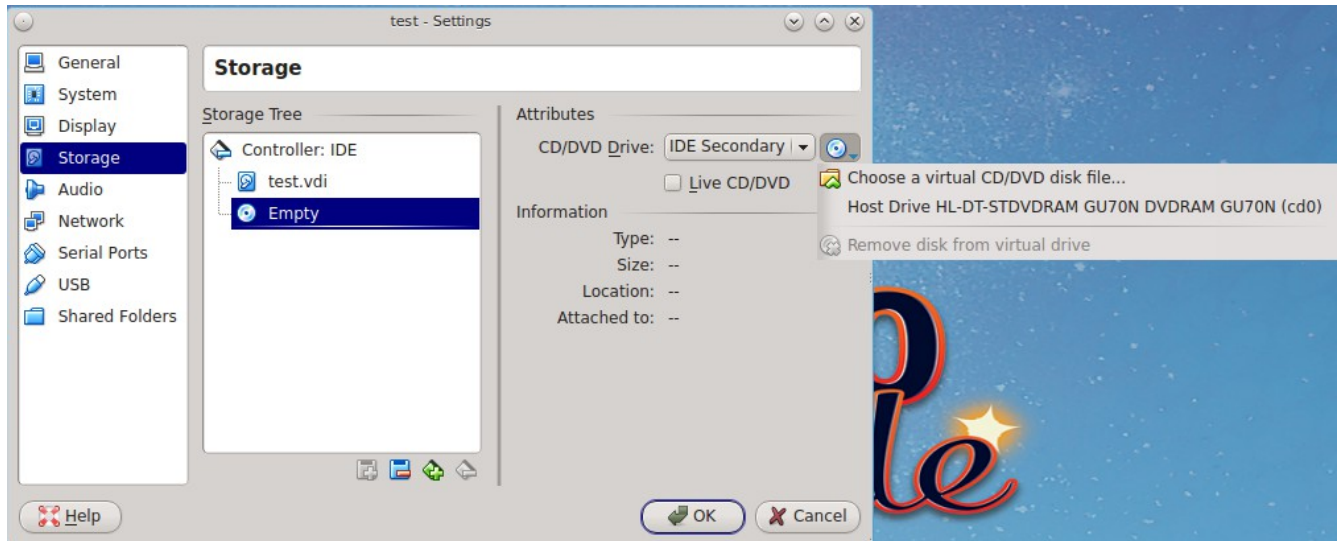 test - Settings
General
System
Display
Storage
Audio
Network
Serial Ports
USB
Shared Folders
Storage
Storage Tree
Controller: IDE
test.vdi
Empty
Attributes
CD/DVD Drive: IDE Secondary
Live CD/DVD
Information
Type: --
Size: --
Location: --
Attached to: --
Choose a virtual CD/DVD disk file...
Host Drive HL-DT-STDVDRAM GU70N DVDRAM GU70N (cd0)
Remove disk from virtual drive
Help
OK
Cancel